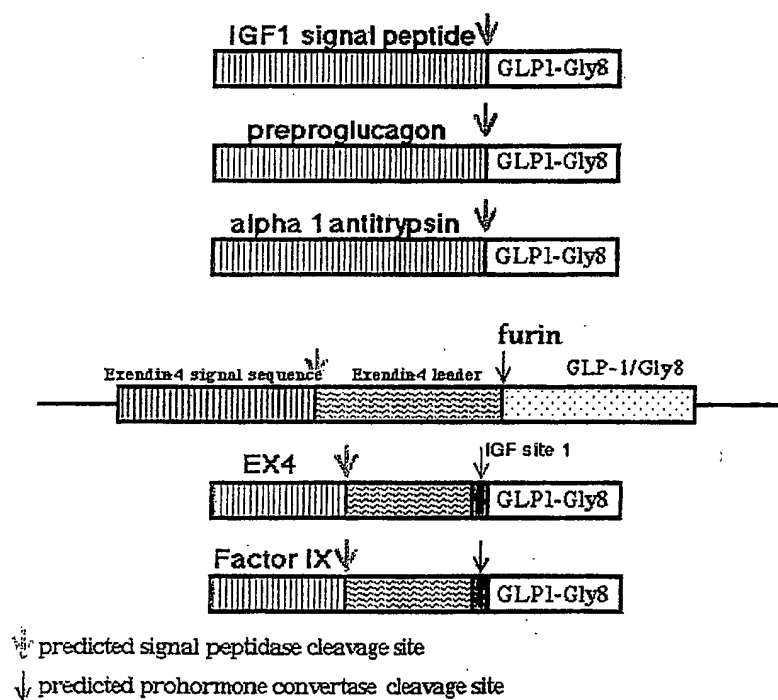 IGF1 signal peptide
GLP1-Gly8
preproglucagon
GLP1-Gly8
alpha 1 antitrypsin
GLP1-Gly8
furin
Exendin4 signal sequence Exendin4 leader GLP-1/Gly8
EX4 IGF site 1
GLP1-Gly8
Factor IX
GLP1-Gly8
predicted signal peptidase cleavage site
predicted prohormone convertase cleavage site